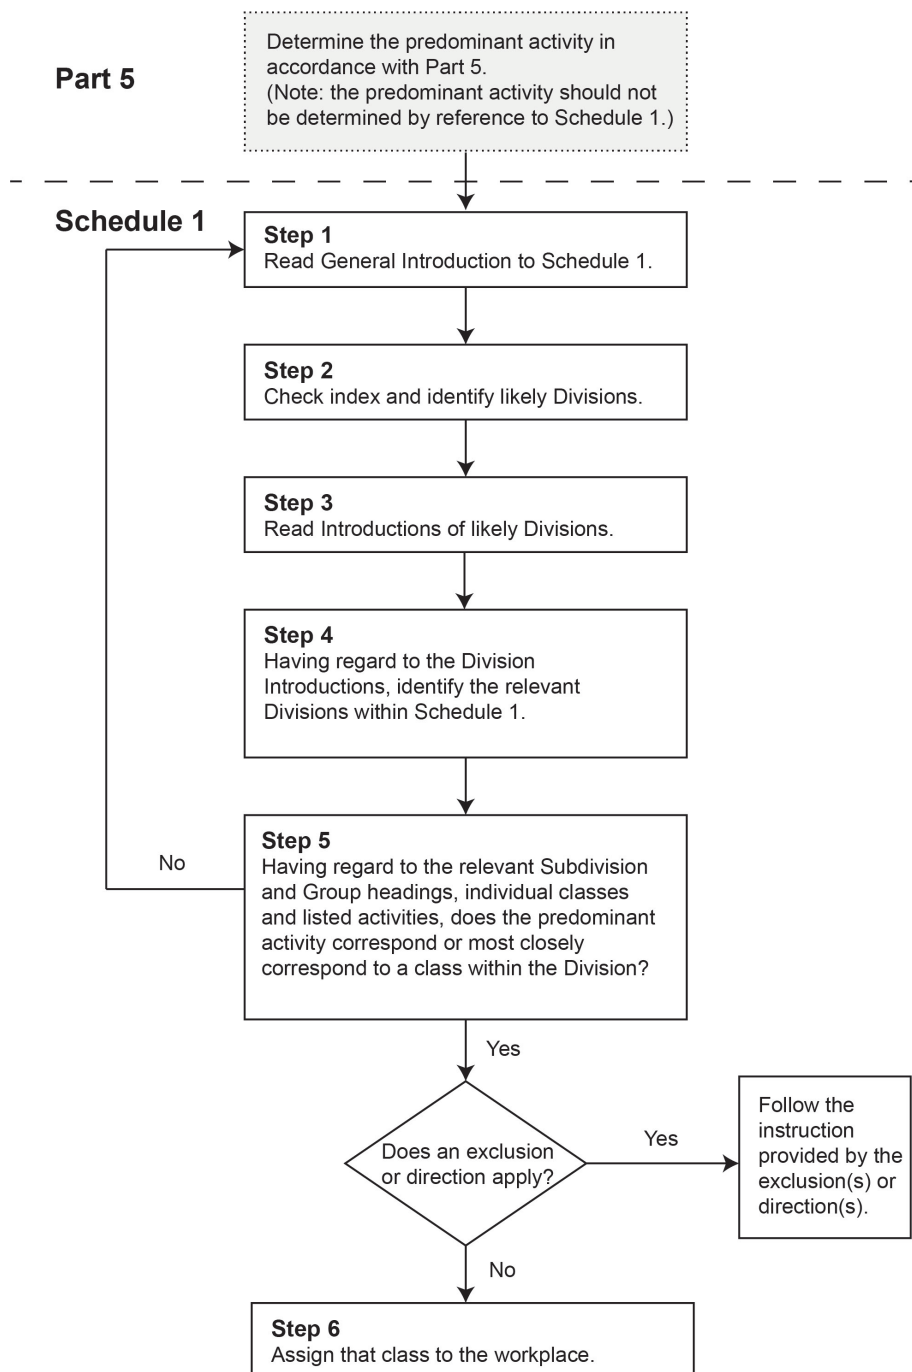 Part 5
Determine the predominant activity in
accordance with Part 5.
(Note: the predominant activity should not
be determined by reference to Schedule 1.)
Schedule 1
Step 1
Read General Introduction to Schedule 1.
Step 2
Check index and identify likely Divisions.
Step 3
Read Introductions of likely Divisions.
Step 4
Having regard to the Division
Introductions, identify the relevant
Divisions within Schedule 1.
Step 5
Having regard to the relevant Subdivision
and Group headings, individual classes
and listed activities, does the predominant
activity correspond or most closely
correspond to a class within the Division?
No
Yes
Does an exclusion
or direction apply?
Yes
Follow the
instruction
provided by the
exclusion(s) or
direction(s).
No
Step 6
Assign that class to the workplace.